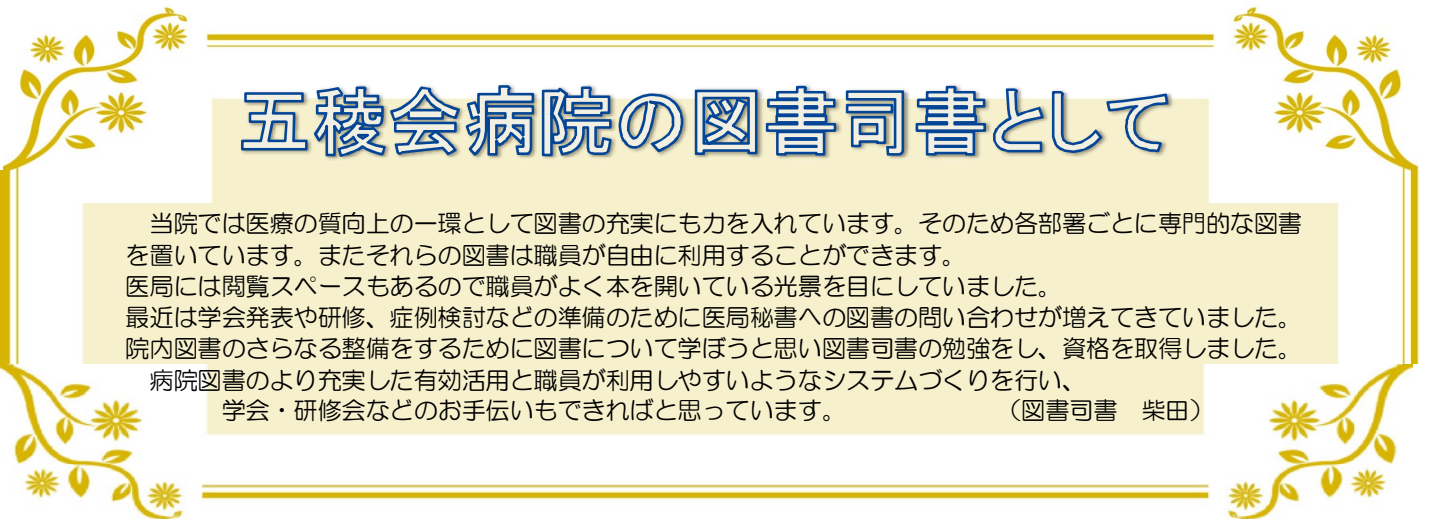 五稜会病院の図書司書として
　当院では医療の質向上の一環として図書の充実にも力を入れています。そのため各部署ごとに専門的な図書
を置いています。またそれらの図書は職員が自由に利用することができます。
医局には閲覧スペースもあるので職員がよく本を開いている光景を目にしていました。
最近は学会発表や研修、症例検討などの準備のために医局秘書への図書の問い合わせが増えてきていました。
院内図書のさらなる整備をするために図書について学ぼうと思い図書司書の勉強をし、資格を取得しました。
　病院図書のより充実した有効活用と職員が利用しやすいようなシステムづくりを行い、
学会・研修会などのお手伝いもできればと思っています。　（図書司書　柴田）